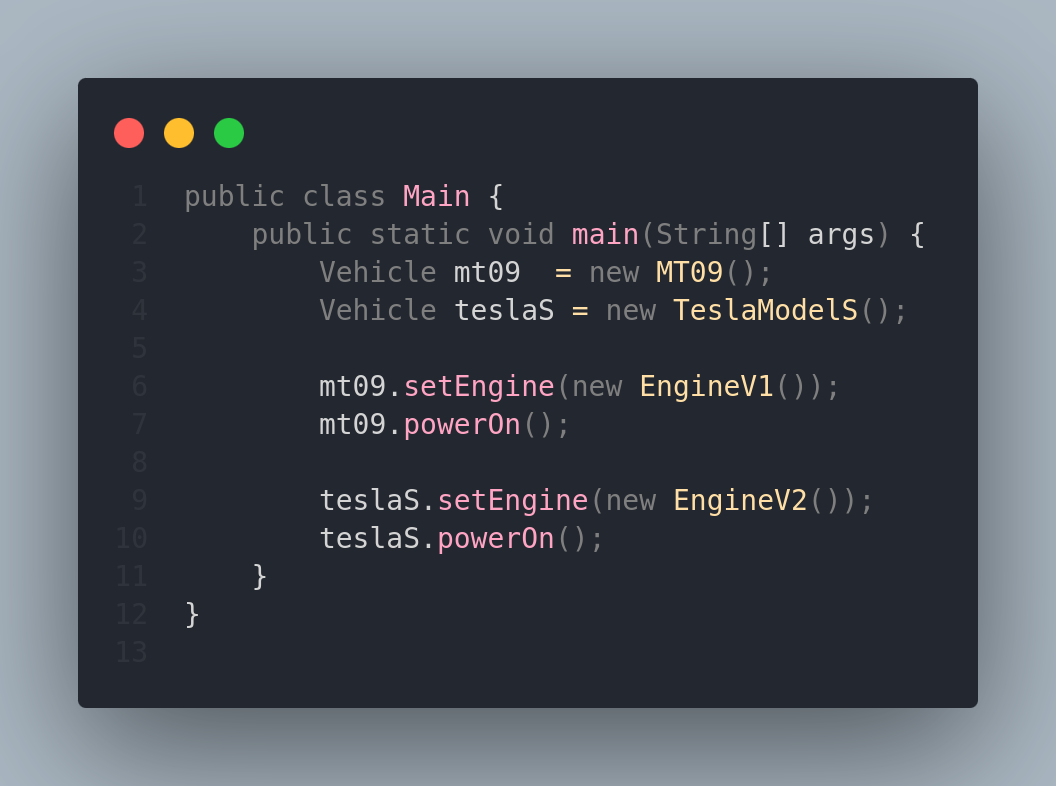 1 public class Main {
2     public static void main(String[] args) {
3         Vehicle mt09  = new MT09();
4         Vehicle teslaS = new TeslaModelS();
5
6         mt09.setEngine(new EngineV1());
7         mt09.powerOn();
8
9         teslaS.setEngine(new EngineV2());
10         teslaS.powerOn();
11     }
12 }
13